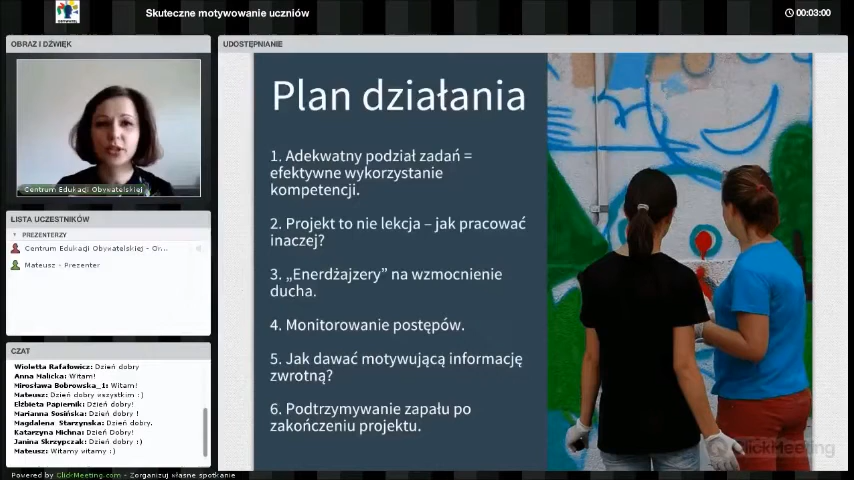 Skuteczne motywowanie uczniów
00:03:00
OBRAZ I DŹWIĘK
Centrum Edukacji Obywatelskiej
LISTA UCZESTNIKÓW
PREZENTERZY
Centrum Edukacji Obywatelskiej - Gr...
Mateusz - Prezenter
CZAT
Wioletta Rafałowicz: Dzień dobry
Anna Malicka: Witam!
Mirosława Bobrowska_1: Witam!
Mateusz: Dzień dobry wszystkim :)
Elżbieta Papiernik: Dzień dobry!
Marianna Sosińska: Dzień dobry !
Magdalena Starzynska: Dzień dobry.
Katarzyna Michna: Dzień Dobry!
Janina Skrzypczak: Dzień dobry :)
Mateusz: Witamy witamy :)
UDOSTĘPNIANIE
Plan działania
1. Adekwatny podział zadań =
efektywne wykorzystanie
kompetencji.
2. Projekt to nie lekcja – jak pracować
inaczej?
3. „Enerdżajzery” na wzmocnienie
ducha.
4. Monitorowanie postępów.
5. Jak dawać motywującą informację
zwrotną?
6. Podtrzymywanie zapału po
zakończeniu projektu.
ClickMeeting
Powered by ClickMeeting.com - Zorganizuj własne spotkanie